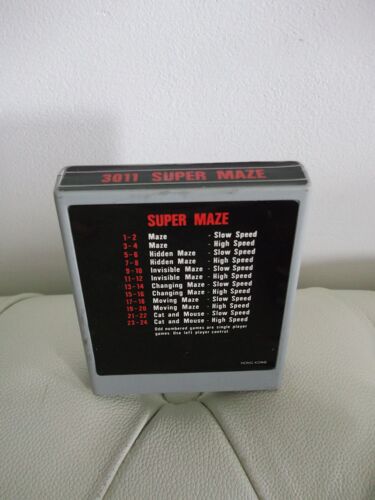 3011 SUPER MAZE
SUPER MAZE
1-2 Maze - Slow Speed
3-4 Maze - High Speed
5-6 Hidden Maze - Slow Speed
7-8 Hidden Maze - High Speed
9-10 Invisible Maze - Slow Speed
11-12 Invisible Maze - High Speed
13-14 Changing Maze - Slow Speed
15-16 Changing Maze - High Speed
17-18 Moving Maze - Slow Speed
19-20 Moving Maze - High Speed
21-22 Cat and Mouse - Slow Speed
23-24 Cat and Mouse - High Speed
Odd numbered games are single player
games. Use left player control.
HONG KONG